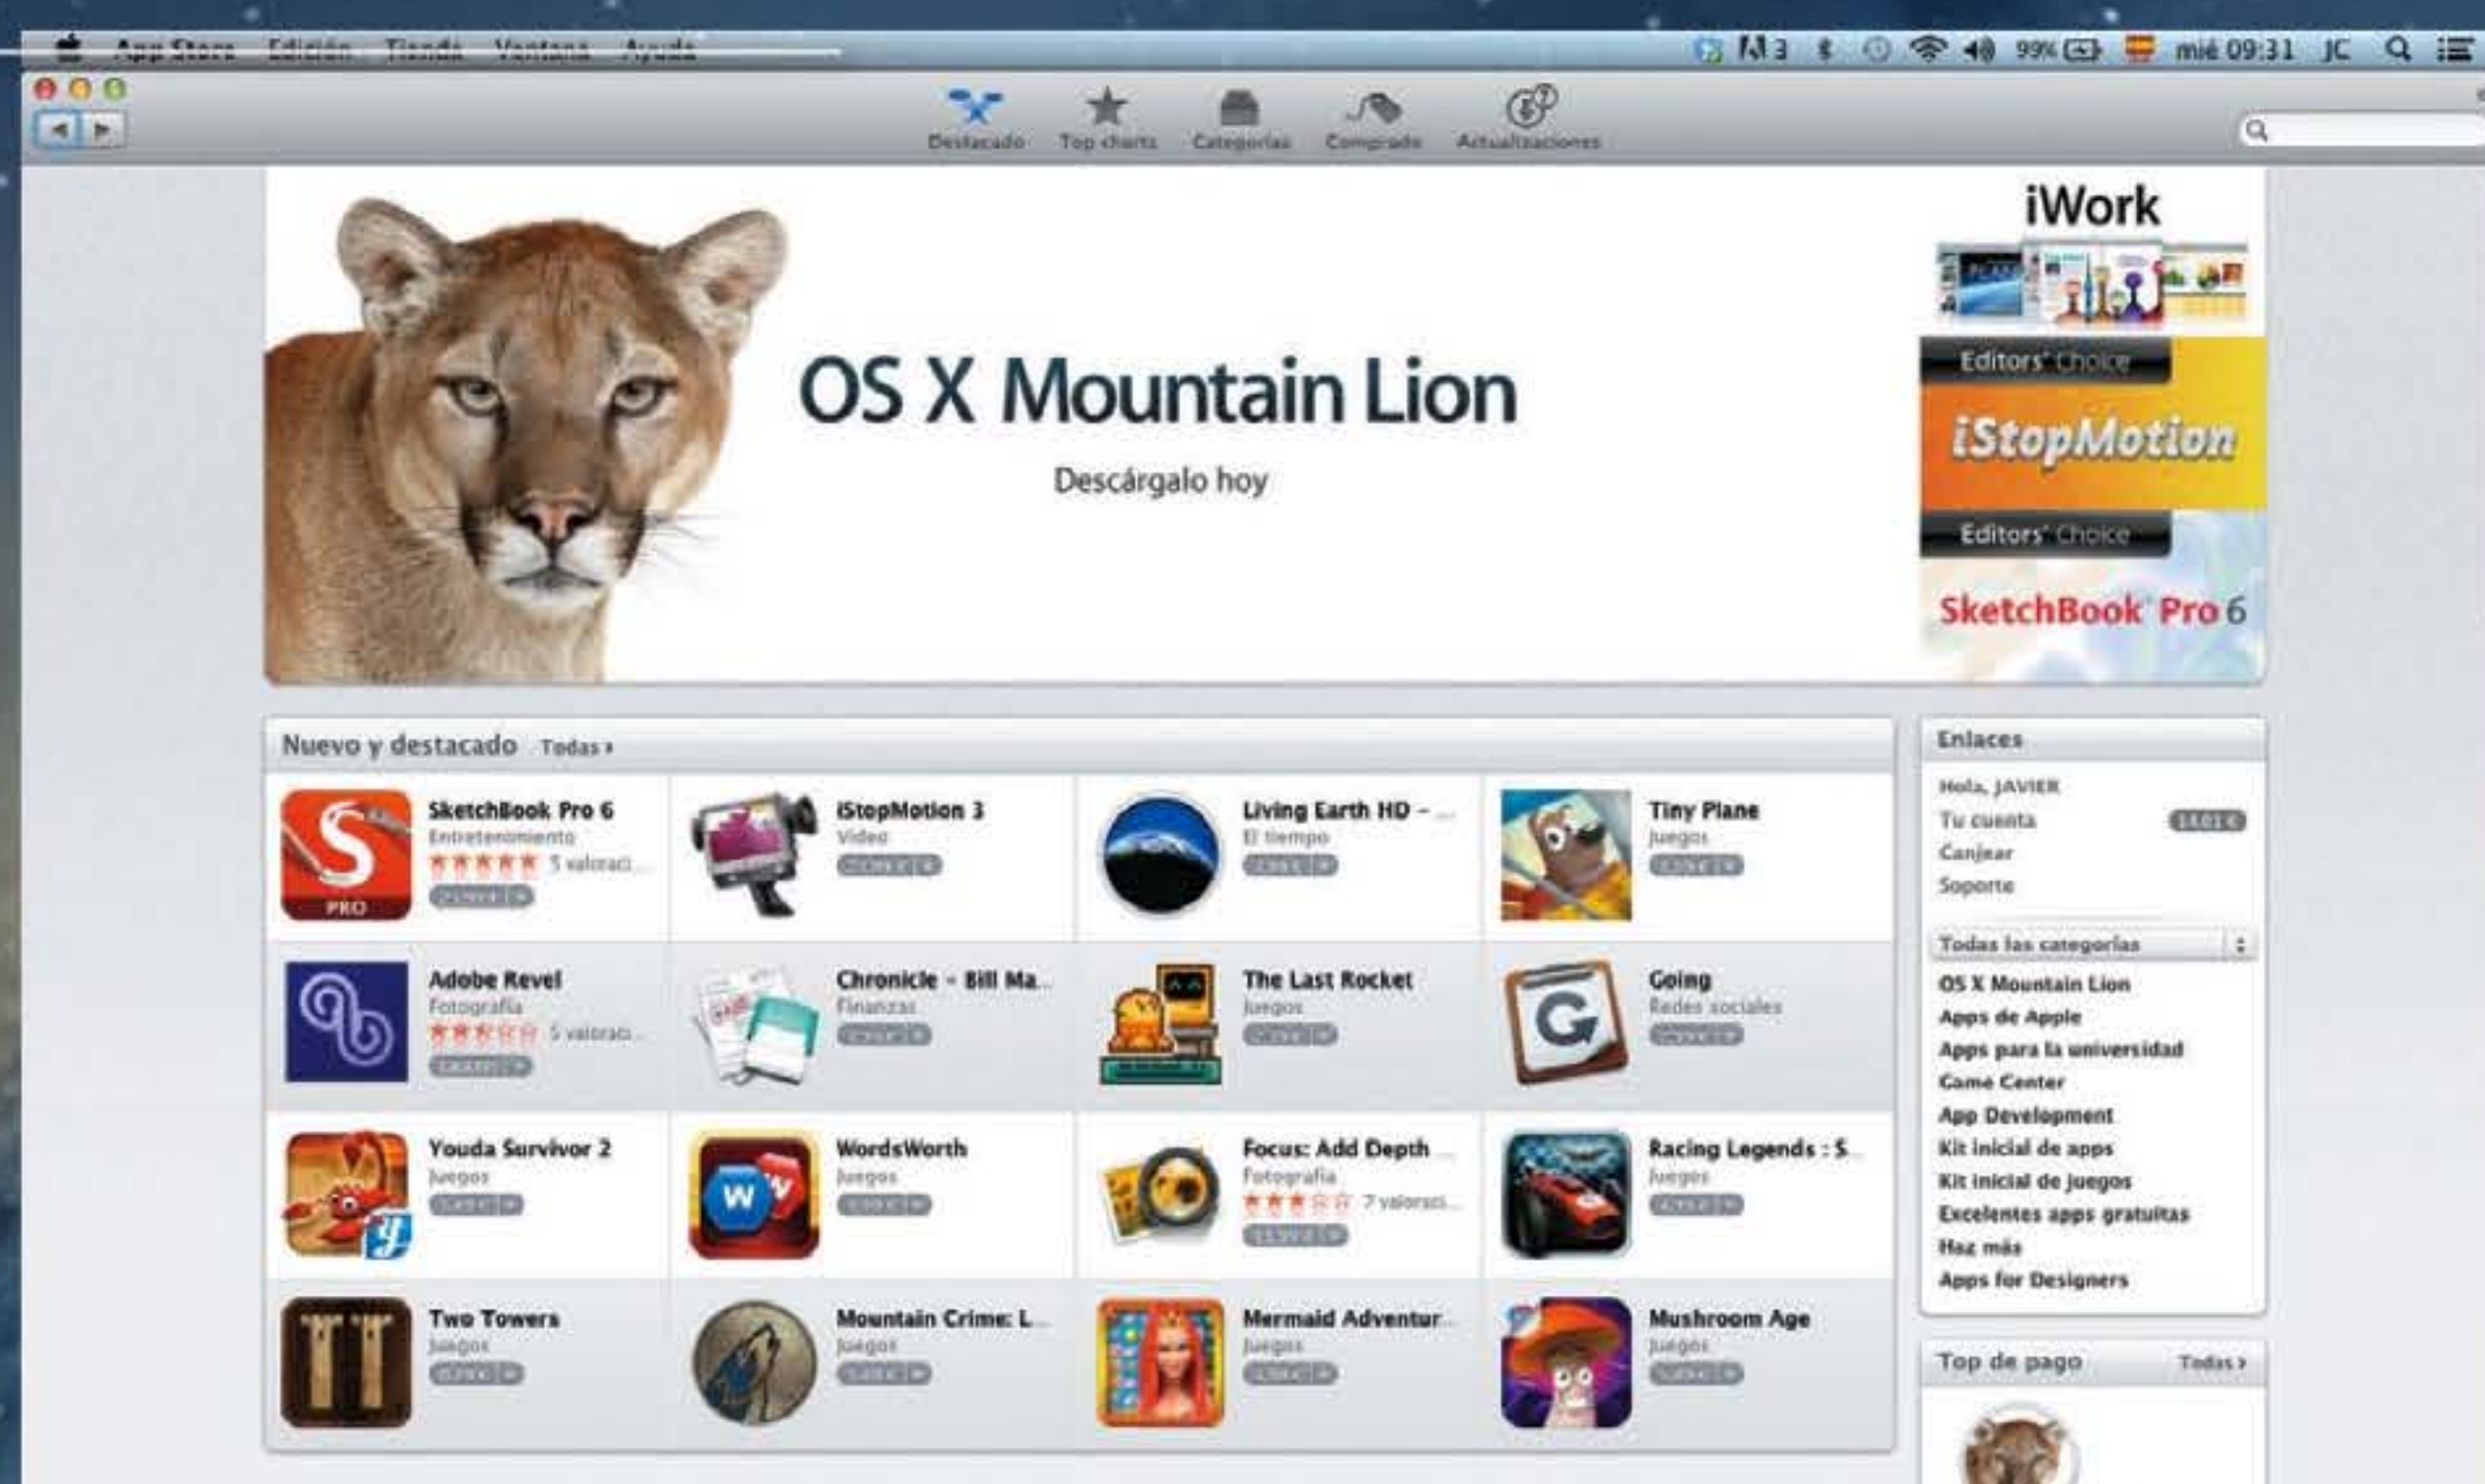 App Store Edición Tienda Ventana Ayuda
3 99% mié 09:31 JC
Destacado Top charts Categorías Comprado Actualizaciones
OS X Mountain Lion
Descárgalo hoy
iWork
Editors' Choice
iStopMotion
Editors' Choice
SketchBook Pro 6
Nuevo y destacado Todas
SketchBook Pro 6
Entretenimiento
5 valoraci...
PRO
iStopMotion 3
Vídeo
Living Earth HD - ...
El tiempo
Tiny Plane
Juegos
Adobe Revel
Fotografía
5 valoraci...
Chronicle - Bill Ma...
Finanzas
The Last Rocket
Juegos
Going
Redes sociales
Youda Survivor 2
Juegos
WordsWorth
Juegos
W W
Focus: Add Depth ...
Fotografía
7 valoraci...
Racing Legends : S...
Juegos
Two Towers
Juegos
Mountain Crime: L...
Juegos
Mermaid Adventur...
Juegos
Mushroom Age
Juegos
Enlaces
Hola, JAVIER
Tu cuenta
Canjear
Soporte
Todas las categorías
OS X Mountain Lion
Apps de Apple
Apps para la universidad
Game Center
App Development
Kit inicial de apps
Kit inicial de juegos
Excelentes apps gratuitas
Haz más
Apps for Designers
Top de pago Todas